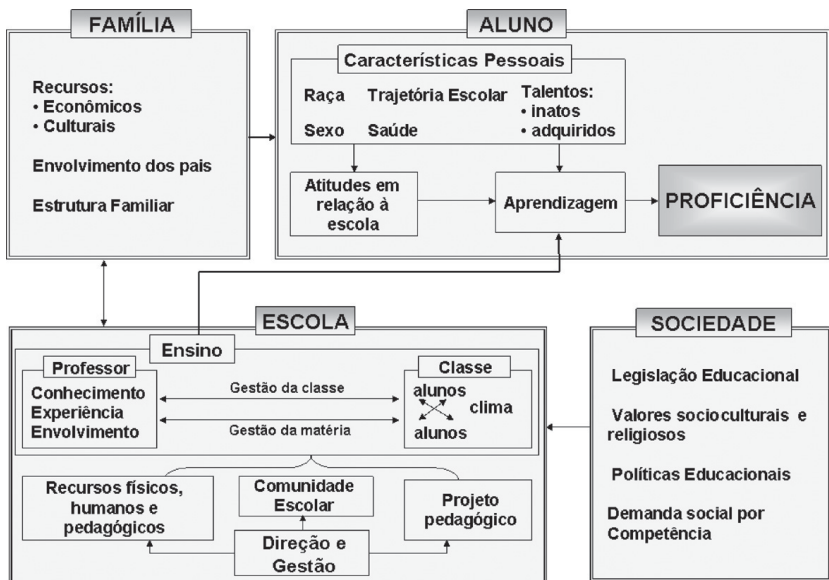 FAMÍLIA
Recursos:
• Econômicos
• Culturais
Envolvimento dos pais
Estrutura Familiar
ALUNO
Características Pessoais
Raça Trajetória Escolar Talentos:
• inatos
Sexo Saúde • adquiridos
Atitudes em
relação à
escola
Aprendizagem
PROFICIÊNCIA
ESCOLA
Ensino
Professor
Conhecimento
Experiência
Envolvimento
Gestão da classe
Gestão da matéria
Classe
alunos
clima
alunos
Recursos físicos,
humanos e
pedagógicos
Comunidade
Escolar
Projeto
pedagógico
Direção e
Gestão
SOCIEDADE
Legislação Educacional
Valores socioculturais e
religiosos
Políticas Educacionais
Demanda social por
Competência